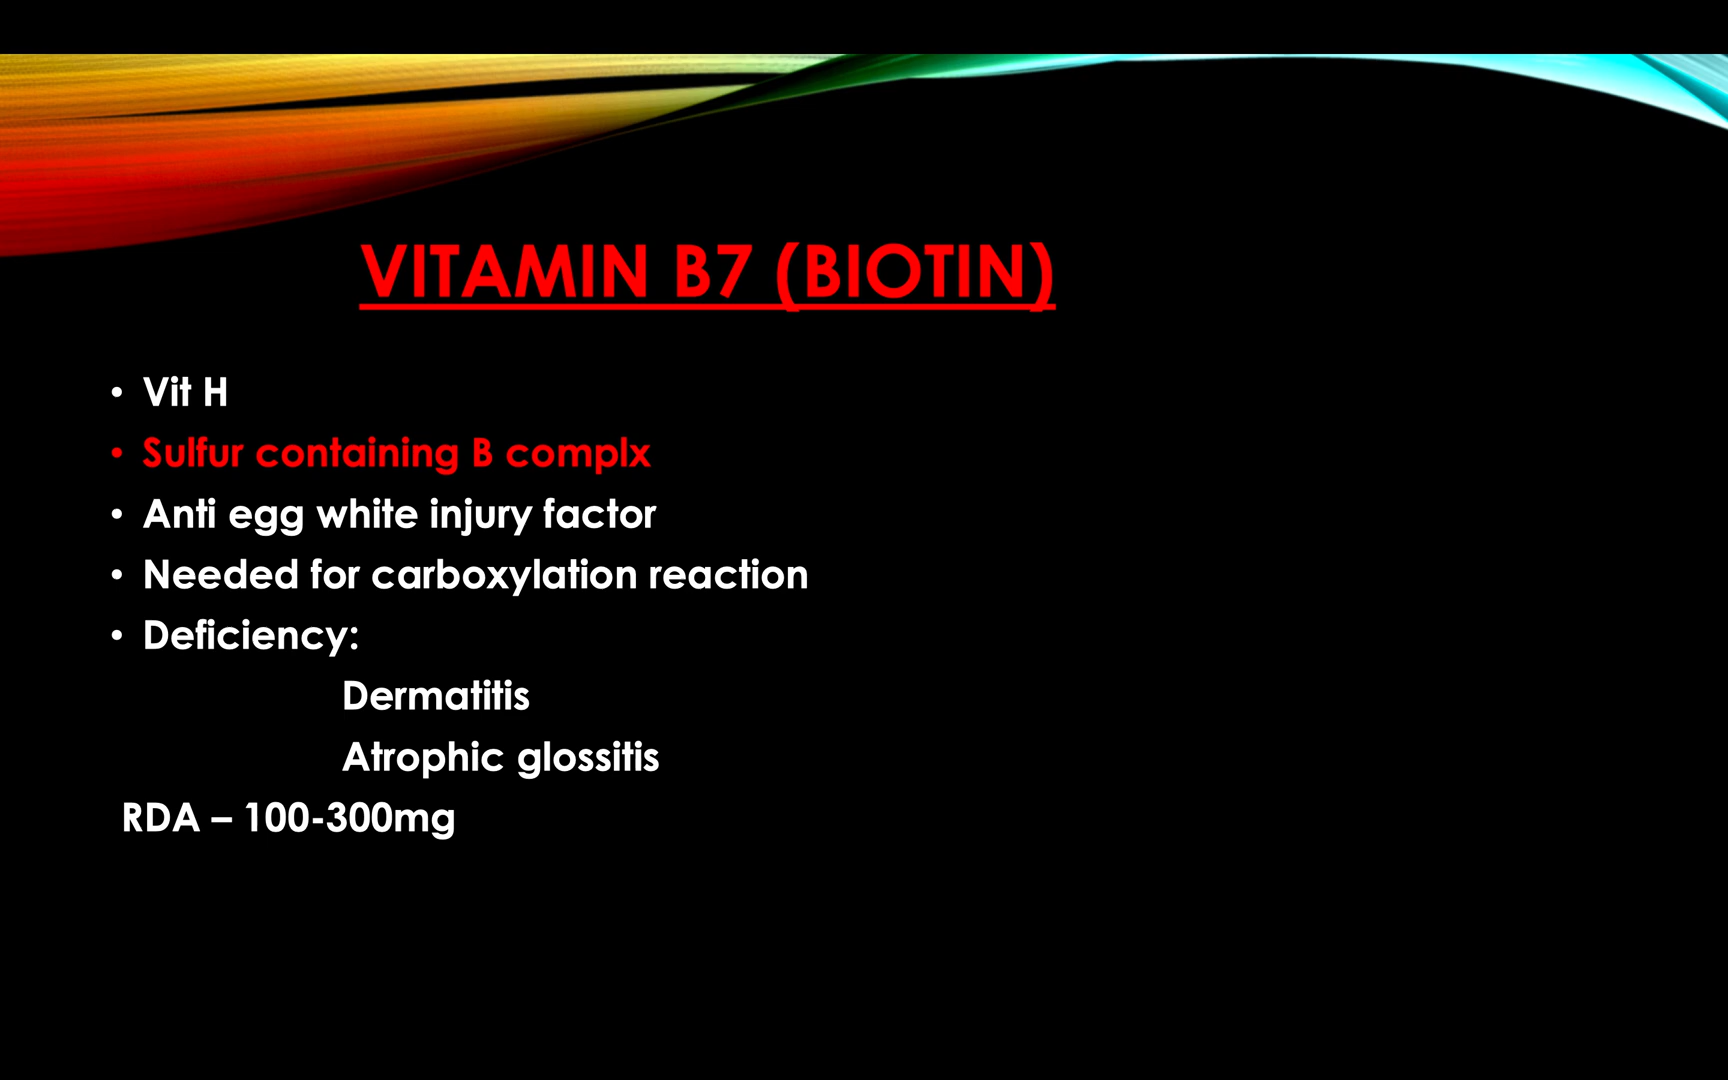 VITAMIN B7 (BIOTIN)
• Vit H
• Sulfur containing B complx
• Anti egg white injury factor
• Needed for carboxylation reaction
• Deficiency:
Dermatitis
Atrophic glossitis
RDA – 100-300mg